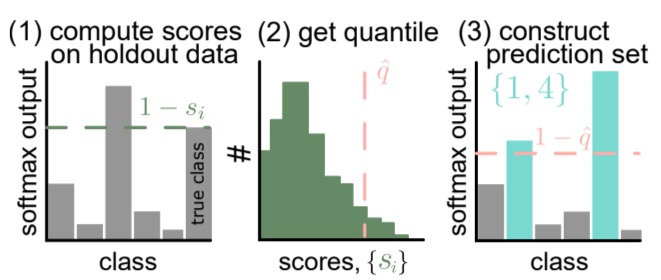 (1) compute scores
on holdout data
softmax output
1 − sᵢ
true class
class
(2) get quantile
q̂
#
scores, {sᵢ}
(3) construct
prediction set
softmax output
{1, 4}
1 − q̂
class